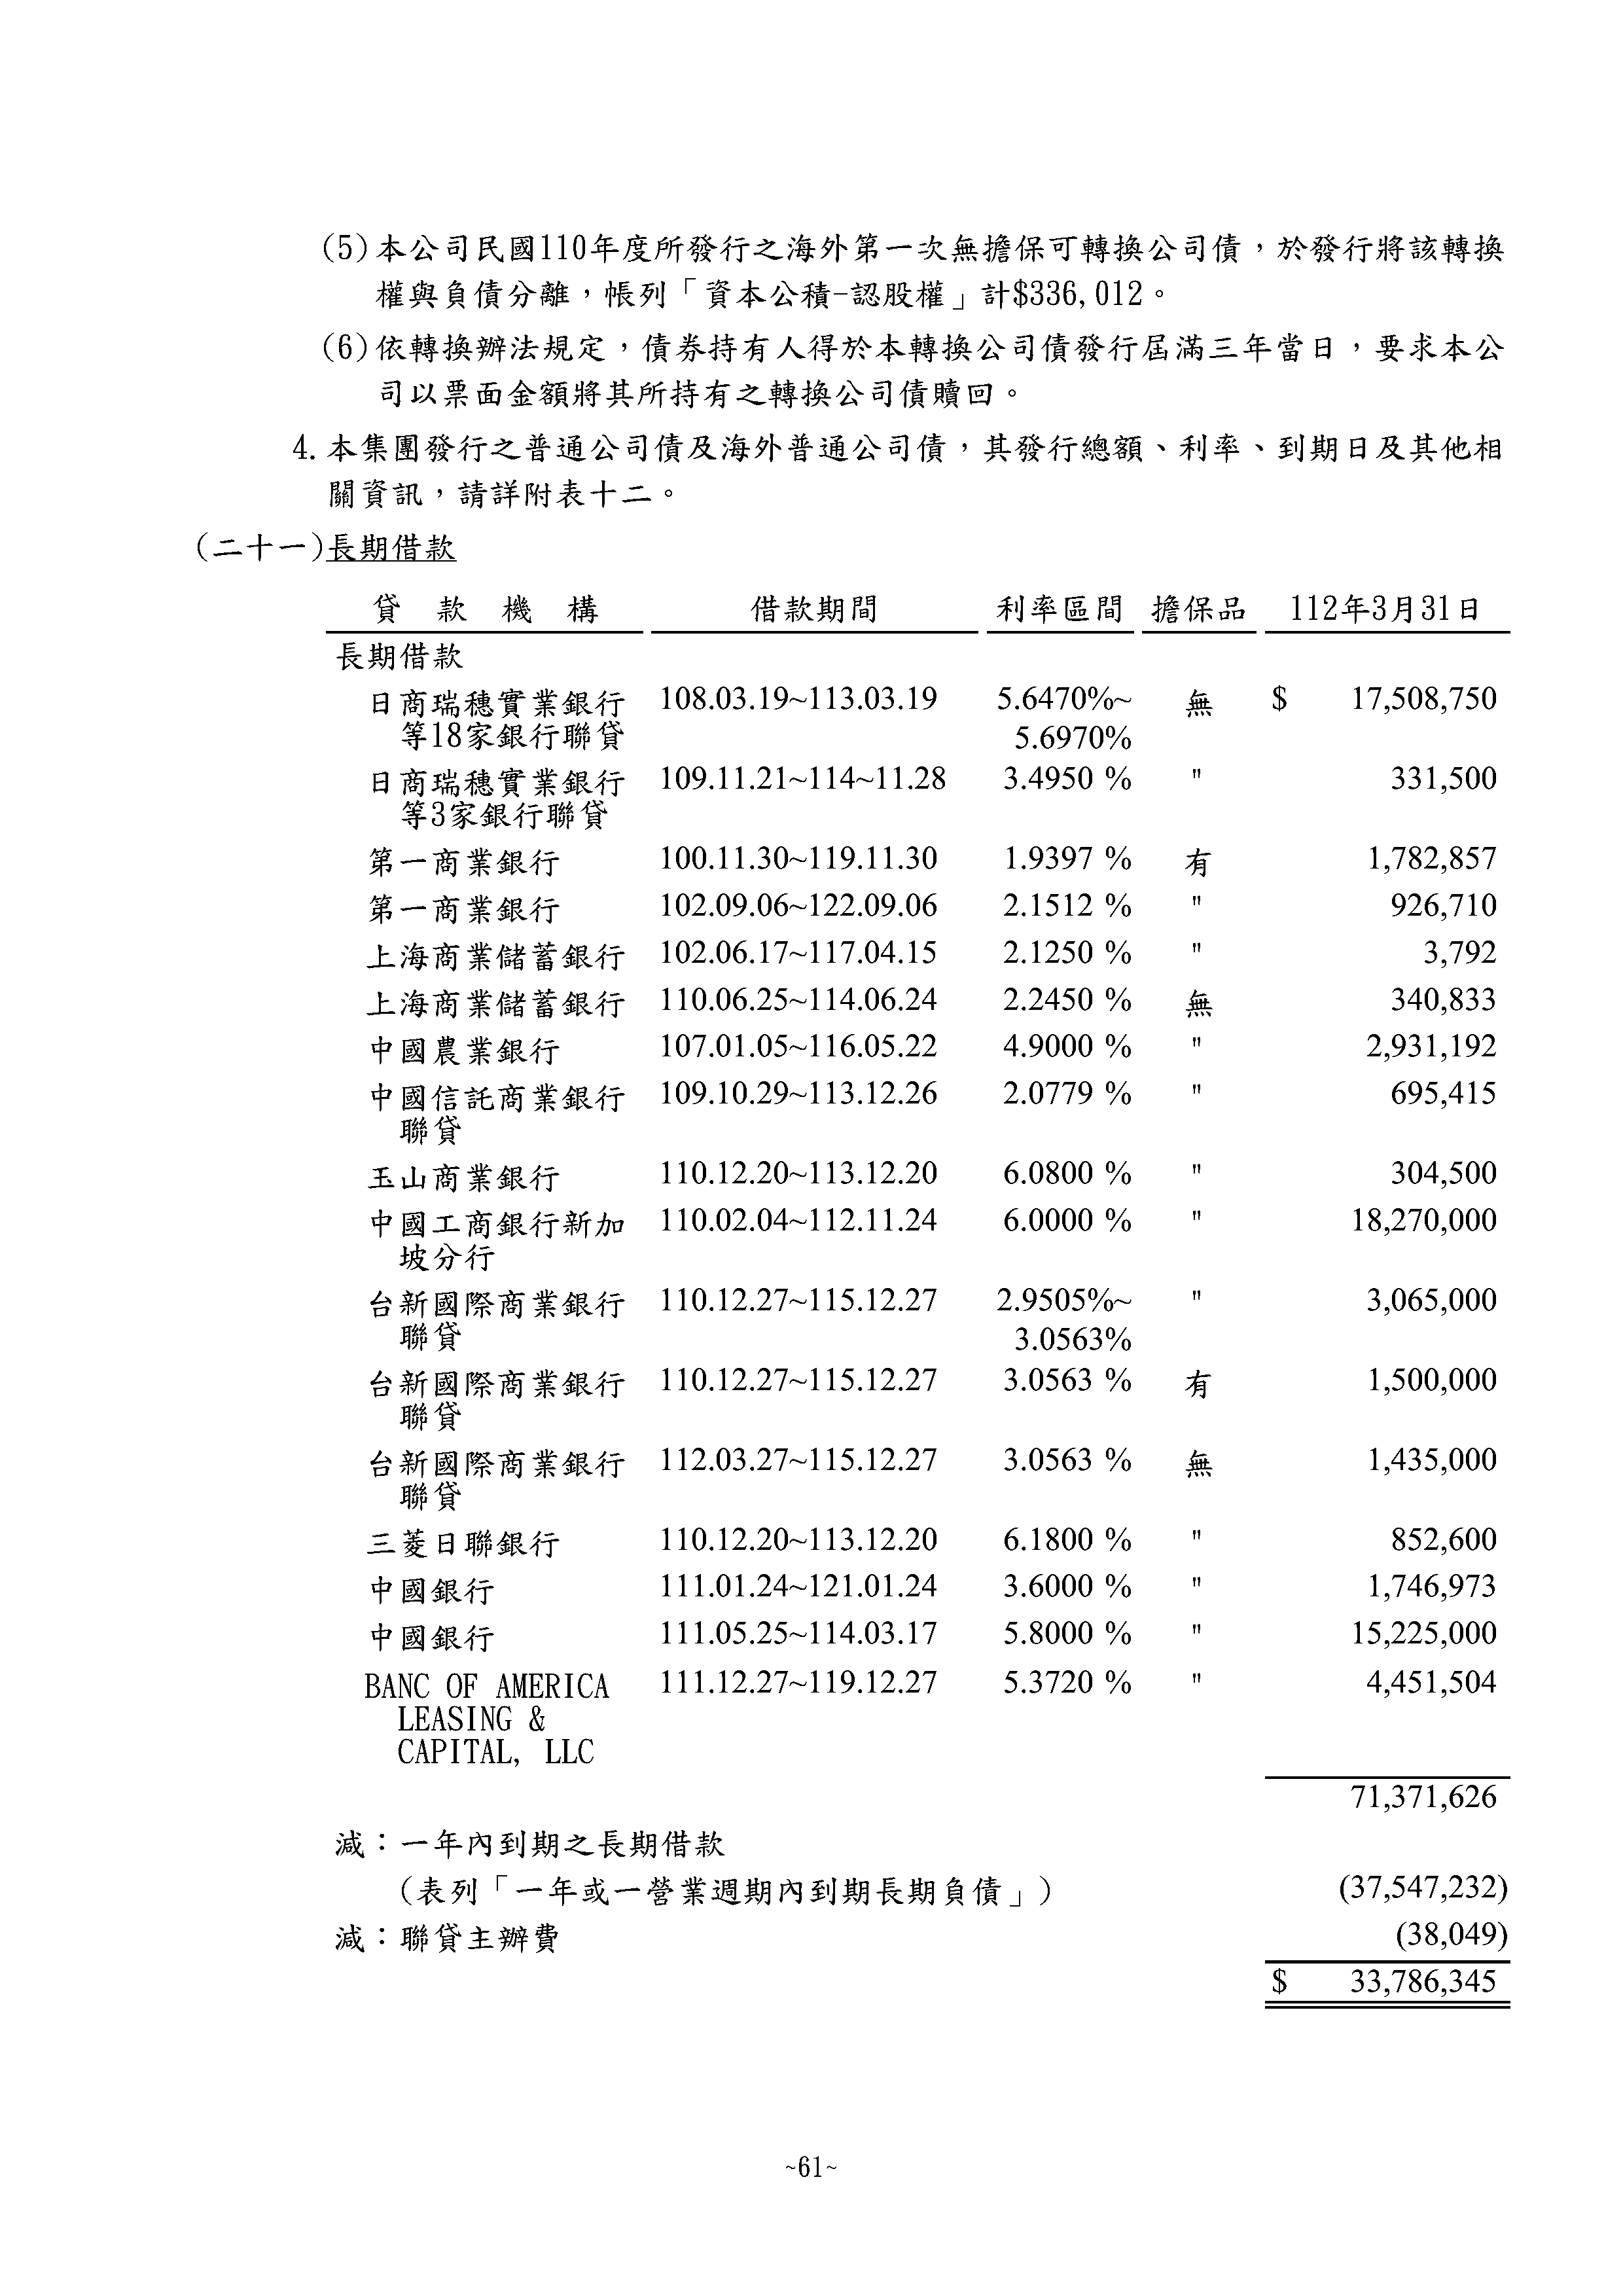 (5)本公司民國110年度所發行之海外第一次無擔保可轉換公司債，於發行將該轉換
權與負債分離，帳列「資本公積-認股權」計$336,012。
(6)依轉換辦法規定，債券持有人得於本轉換公司債發行屆滿三年當日，要求本公
司以票面金額將其所持有之轉換公司債贖回。
4.本集團發行之普通公司債及海外普通公司債，其發行總額、利率、到期日及其他相
關資訊，請詳附表十二。
(二十一)長期借款
貸 款 機 構 借款期間 利率區間 擔保品 112年3月31日
長期借款
日商瑞穗實業銀行 108.03.19~113.03.19 5.6470%~ 無 $ 17,508,750
等18家銀行聯貸 5.6970%
日商瑞穗實業銀行 109.11.21~114~11.28 3.4950 % " 331,500
等3家銀行聯貸
第一商業銀行 100.11.30~119.11.30 1.9397 % 有 1,782,857
第一商業銀行 102.09.06~122.09.06 2.1512 % " 926,710
上海商業儲蓄銀行 102.06.17~117.04.15 2.1250 % " 3,792
上海商業儲蓄銀行 110.06.25~114.06.24 2.2450 % 無 340,833
中國農業銀行 107.01.05~116.05.22 4.9000 % " 2,931,192
中國信託商業銀行 109.10.29~113.12.26 2.0779 % " 695,415
聯貸
玉山商業銀行 110.12.20~113.12.20 6.0800 % " 304,500
中國工商銀行新加 110.02.04~112.11.24 6.0000 % " 18,270,000
坡分行
台新國際商業銀行 110.12.27~115.12.27 2.9505%~ " 3,065,000
聯貸 3.0563%
台新國際商業銀行 110.12.27~115.12.27 3.0563 % 有 1,500,000
聯貸
台新國際商業銀行 112.03.27~115.12.27 3.0563 % 無 1,435,000
聯貸
三菱日聯銀行 110.12.20~113.12.20 6.1800 % " 852,600
中國銀行 111.01.24~121.01.24 3.6000 % " 1,746,973
中國銀行 111.05.25~114.03.17 5.8000 % " 15,225,000
BANC OF AMERICA 111.12.27~119.12.27 5.3720 % " 4,451,504
LEASING &
CAPITAL, LLC
71,371,626
減：一年內到期之長期借款
(表列「一年或一營業週期內到期長期負債」) (37,547,232)
減：聯貸主辦費 (38,049)
$ 33,786,345
~61~